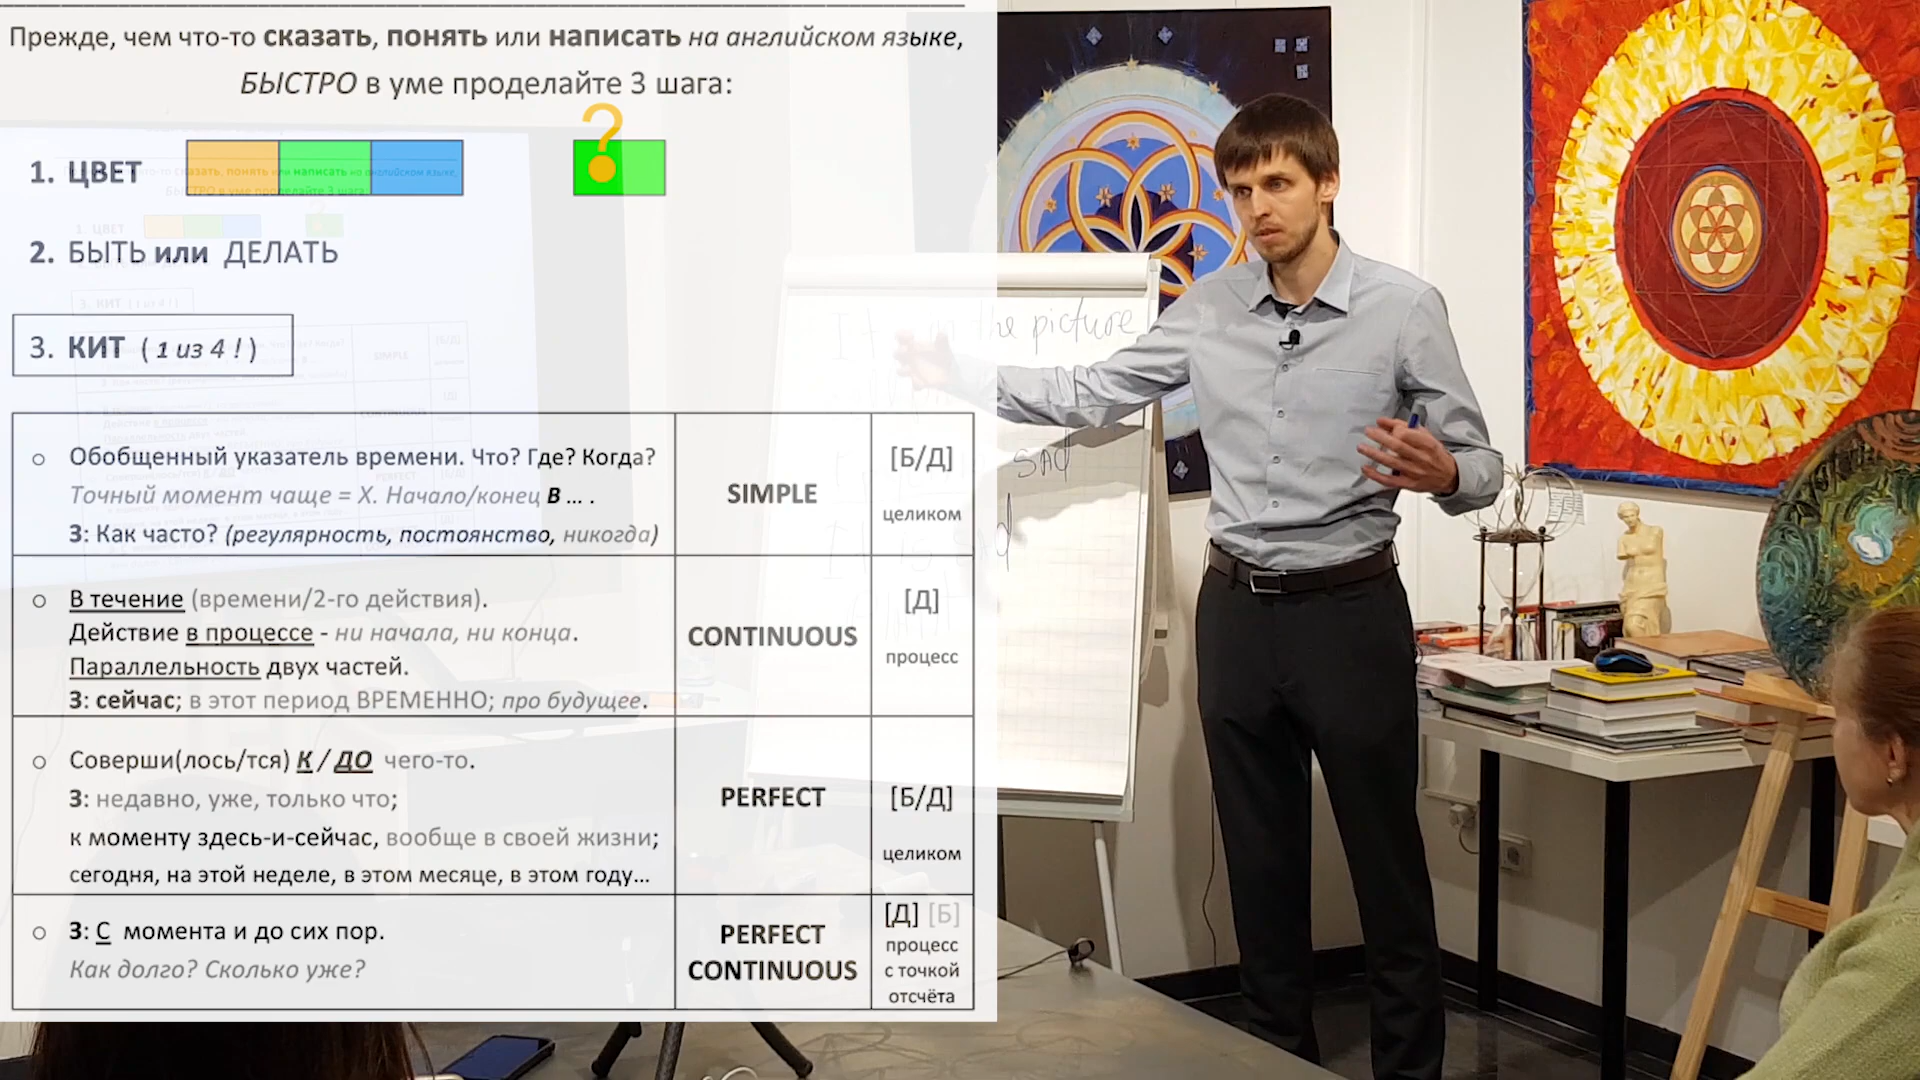 Прежде, чем что-то сказать, понять или написать на английском языке,
БЫСТРО в уме проделайте 3 шага:
1. ЦВЕТ
?
2. БЫТЬ или ДЕЛАТЬ
3. КИТ ( 1 из 4 ! )
Обобщенный указатель времени. Что? Где? Когда?
Точный момент чаще = Х. Начало/конец В ... .
З: Как часто? (регулярность, постоянство, никогда)
SIMPLE
[Б/Д]
целиком
В течение (времени/2-го действия).
Действие в процессе - ни начала, ни конца.
Параллельность двух частей.
З: сейчас; в этот период ВРЕМЕННО; про будущее.
CONTINUOUS
[Д]
процесс
Соверши(лось/тся) К / ДО чего-то.
З: недавно, уже, только что;
к моменту здесь-и-сейчас, вообще в своей жизни;
сегодня, на этой неделе, в этом месяце, в этом году...
PERFECT
[Б/Д]
целиком
З: С момента и до сих пор.
Как долго? Сколько уже?
PERFECT
CONTINUOUS
[Д] [Б]
процесс
с точкой
отсчёта
the picture
SAD